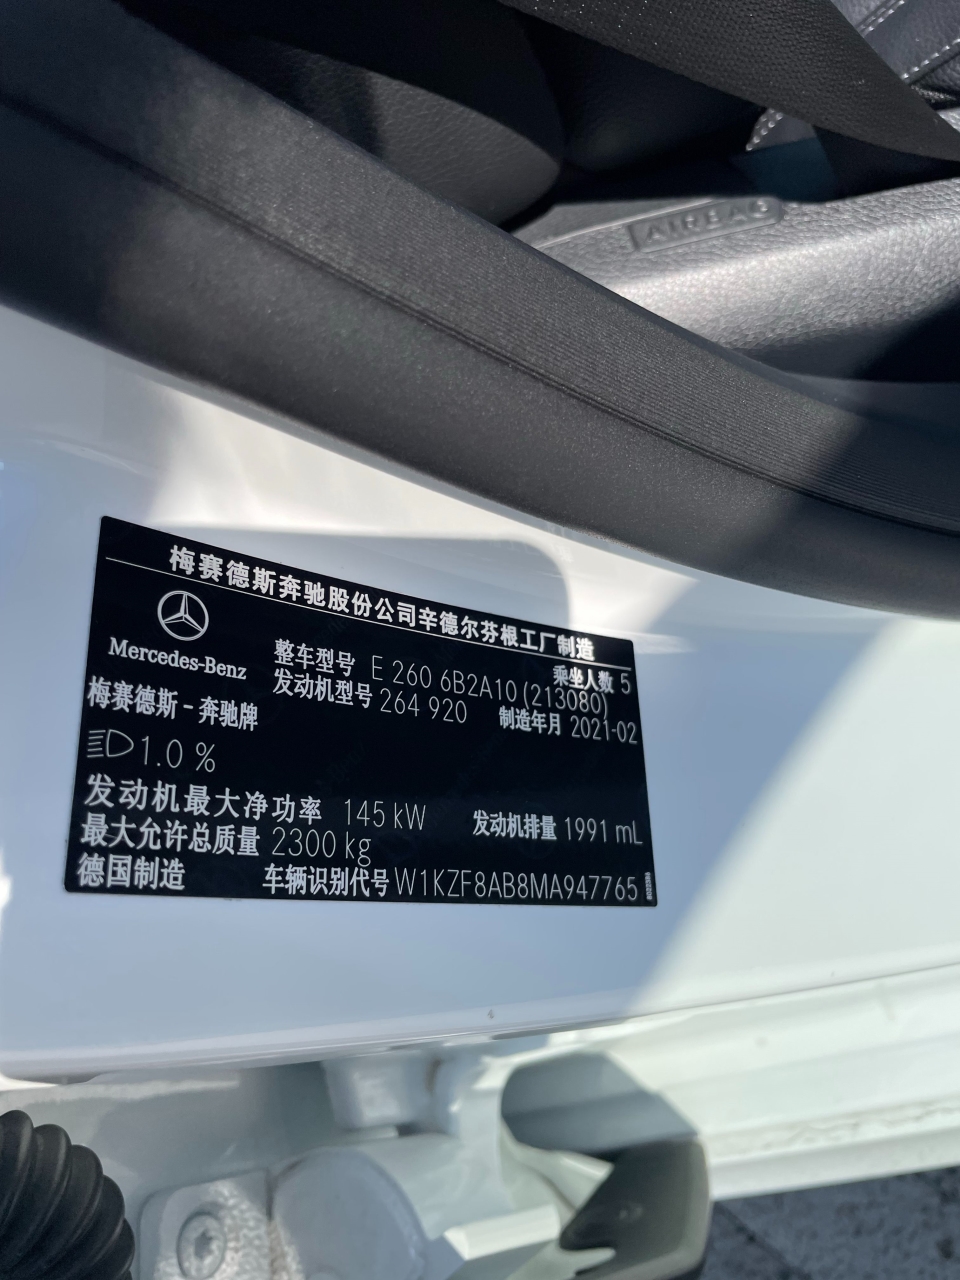 AIRBAG
梅赛德斯奔驰股份公司辛德尔芬根工厂制造
Mercedes-Benz
梅赛德斯-奔驰牌
整车型号 E 260 6B2A10 (213080) 乘坐人数 5
发动机型号 264 920 制造年月 2021-02
1.0 %
发动机最大净功率 145 kW 发动机排量 1991 mL
最大允许总质量 2300 kg
德国制造 车辆识别代号 W1KZF8AB8MA947765